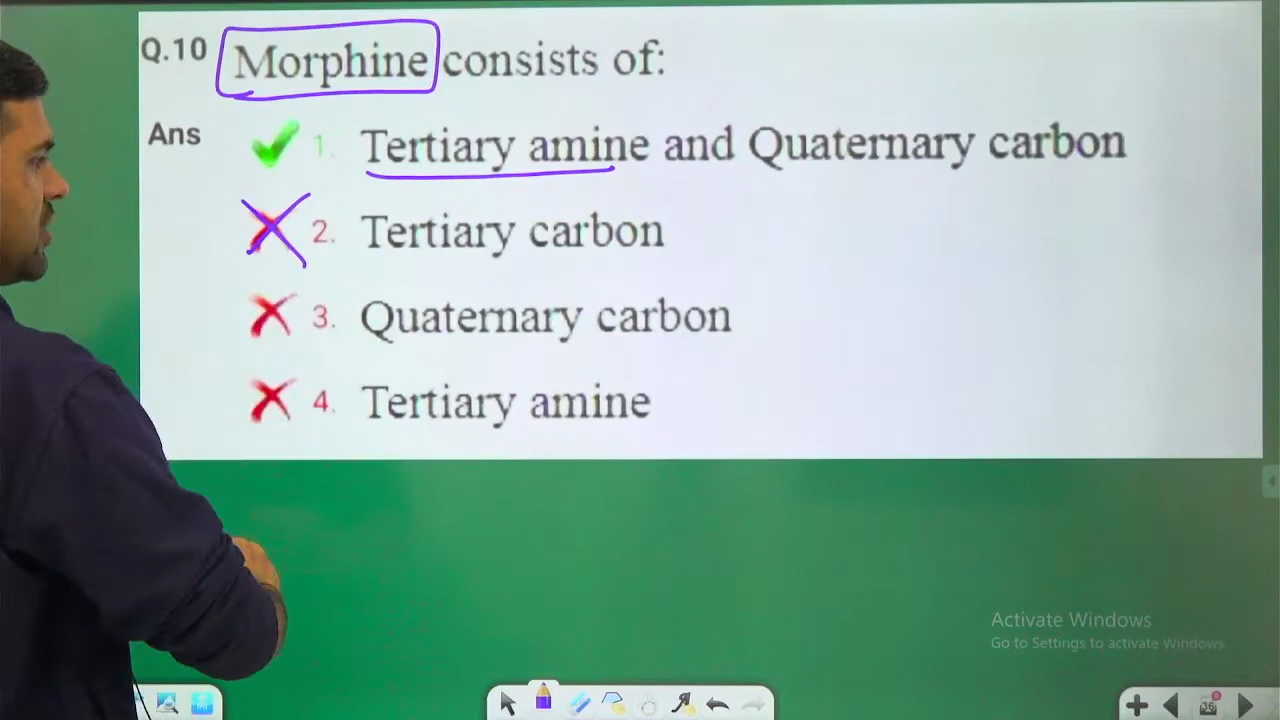 Q.10 Morphine consists of:
Ans 1. Tertiary amine and Quaternary carbon
2. Tertiary carbon
3. Quaternary carbon
4. Tertiary amine
Activate Windows
Go to Settings to activate Windows.
36